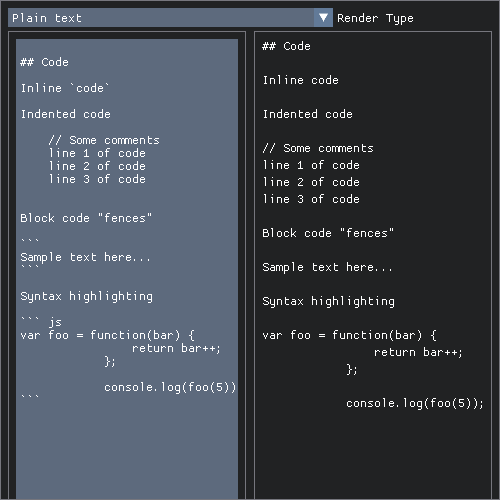 Plain text
Render Type
## Code
Inline `code`
Indented code
// Some comments
line 1 of code
line 2 of code
line 3 of code
Block code "fences"
```
Sample text here...
```
Syntax highlighting
``` js
var foo = function(bar) {
return bar++;
};
console.log(foo(5))
```
## Code
Inline code
Indented code
// Some comments
line 1 of code
line 2 of code
line 3 of code
Block code "fences"
Sample text here...
Syntax highlighting
var foo = function(bar) {
return bar++;
};
console.log(foo(5));